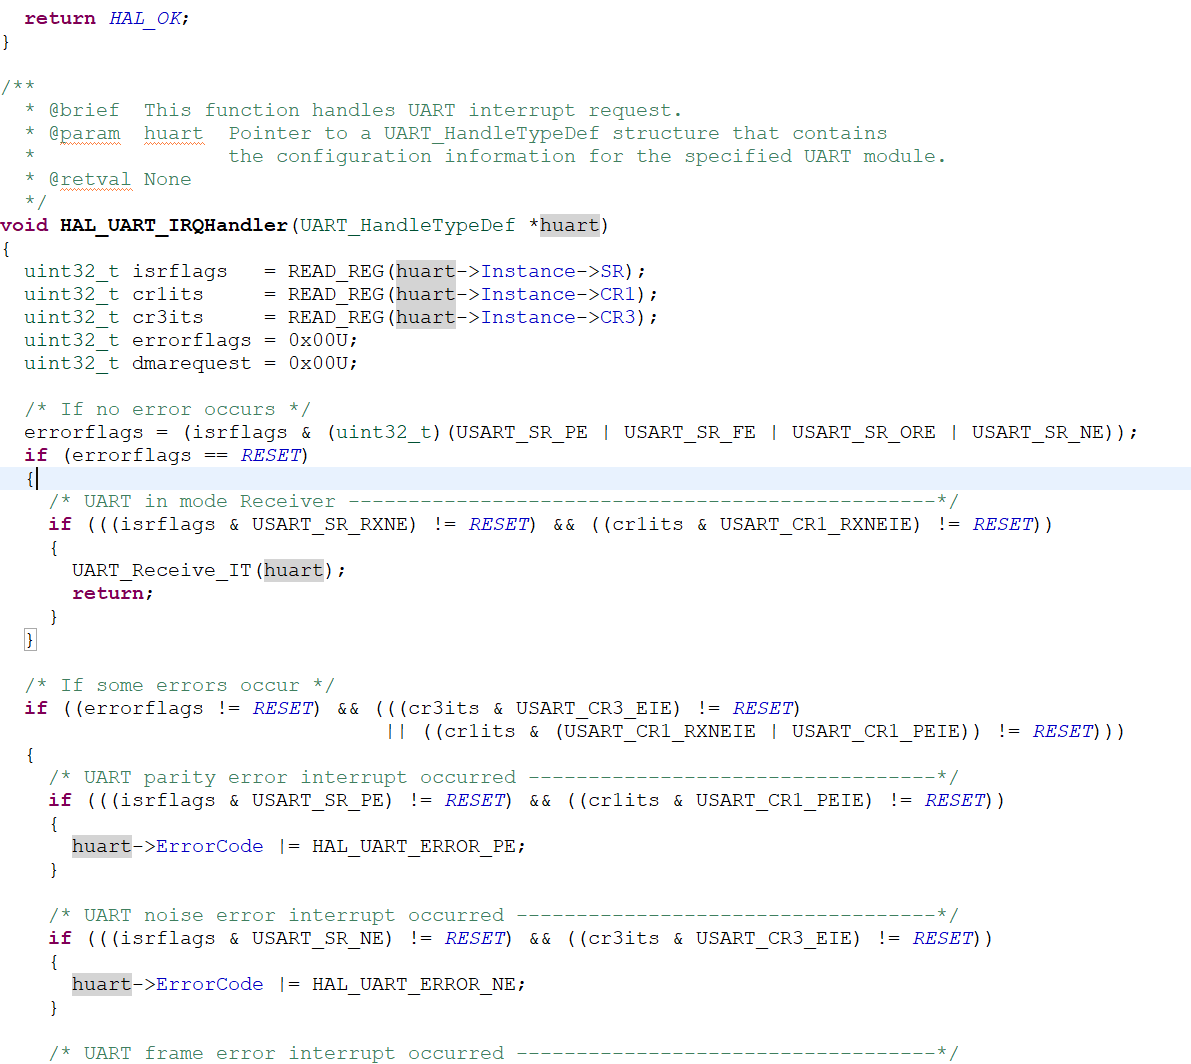 return HAL_OK;
}
/**
* @brief  This function handles UART interrupt request.
* @param  huart  Pointer to a UART_HandleTypeDef structure that contains
*                the configuration information for the specified UART module.
* @retval None
*/
void HAL_UART_IRQHandler(UART_HandleTypeDef *huart)
{
uint32_t isrflags   = READ_REG(huart->Instance->SR);
uint32_t cr1its     = READ_REG(huart->Instance->CR1);
uint32_t cr3its     = READ_REG(huart->Instance->CR3);
uint32_t errorflags = 0x00U;
uint32_t dmarequest = 0x00U;
/* If no error occurs */
errorflags = (isrflags & (uint32_t)(USART_SR_PE | USART_SR_FE | USART_SR_ORE | USART_SR_NE));
if (errorflags == RESET)
{
/* UART in mode Receiver -------------------------------------------------*/
if (((isrflags & USART_SR_RXNE) != RESET) && ((cr1its & USART_CR1_RXNEIE) != RESET))
{
UART_Receive_IT(huart);
return;
}
}
/* If some errors occur */
if ((errorflags != RESET) && (((cr3its & USART_CR3_EIE) != RESET)
|| ((cr1its & (USART_CR1_RXNEIE | USART_CR1_PEIE)) != RESET)))
{
/* UART parity error interrupt occurred ----------------------------------*/
if (((isrflags & USART_SR_PE) != RESET) && ((cr1its & USART_CR1_PEIE) != RESET))
{
huart->ErrorCode |= HAL_UART_ERROR_PE;
}
/* UART noise error interrupt occurred -----------------------------------*/
if (((isrflags & USART_SR_NE) != RESET) && ((cr3its & USART_CR3_EIE) != RESET))
{
huart->ErrorCode |= HAL_UART_ERROR_NE;
}
/* UART frame error interrupt occurred -----------------------------------*/